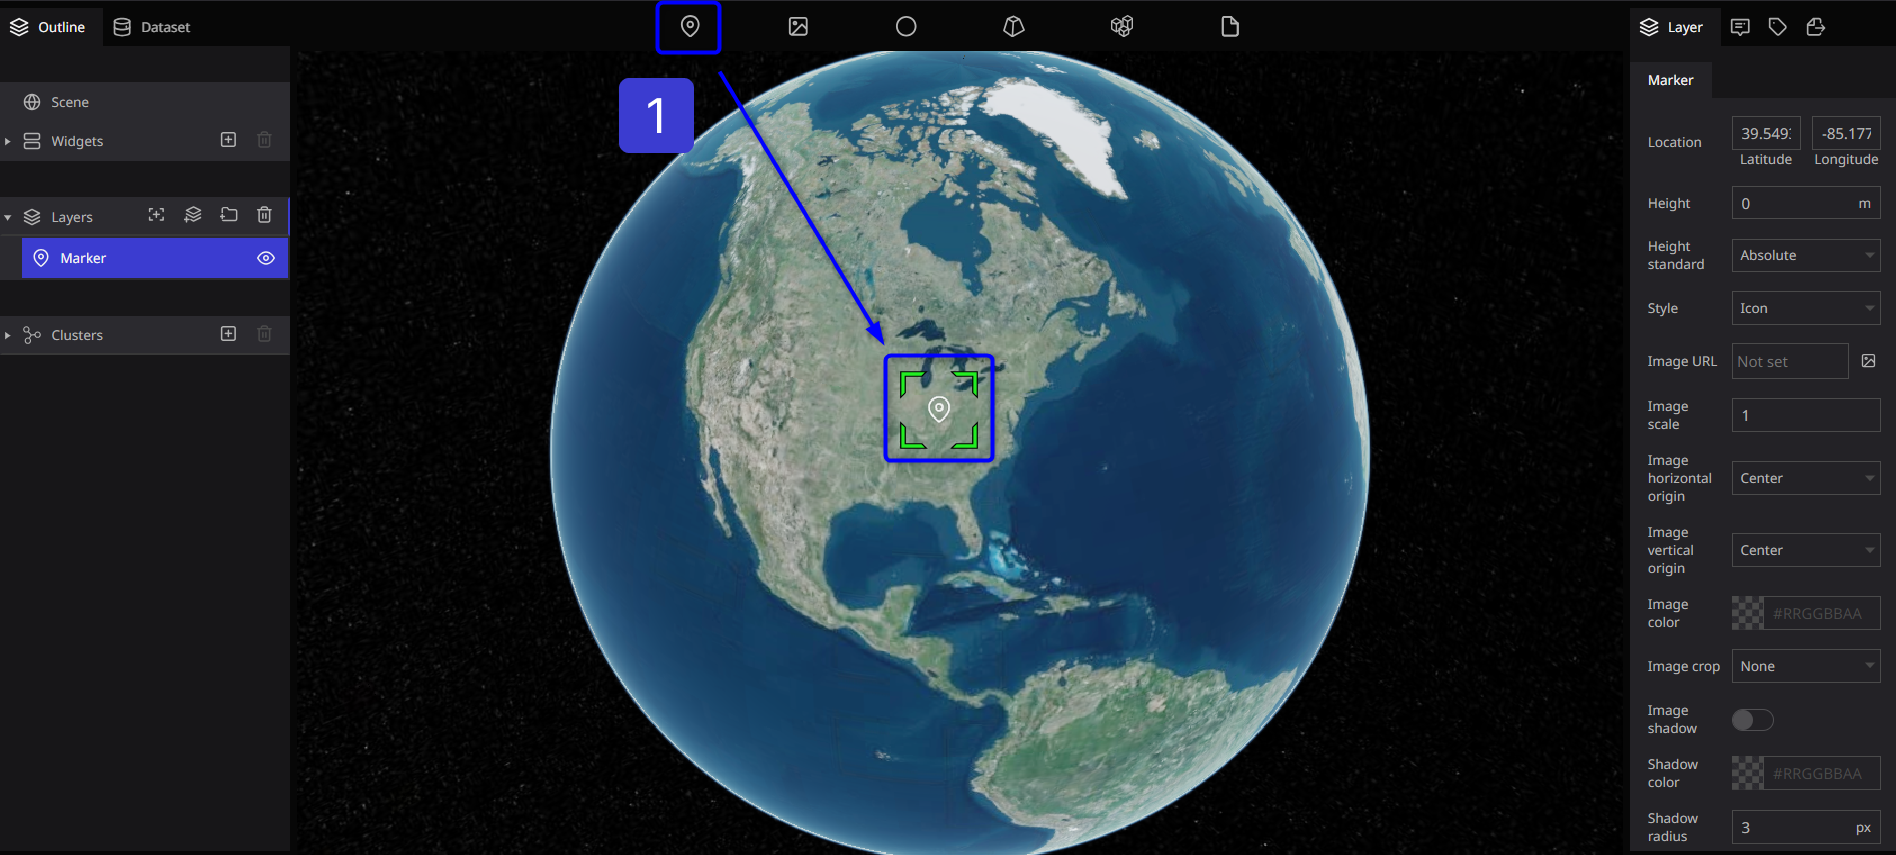 Outline
Dataset
Layer
Marker
1
Scene
Widgets
Layers
Marker
Clusters
Location
39.549
-85.177
Latitude
Longitude
Height
0
m
Height
standard
Absolute
Style
Icon
Image URL
Not set
Image
scale
1
Image
horizontal
origin
Center
Image
vertical
origin
Center
Image
color
#RRGGBBAA
Image crop
None
Image
shadow
Shadow
color
#RRGGBBAA
Shadow
radius
3
px